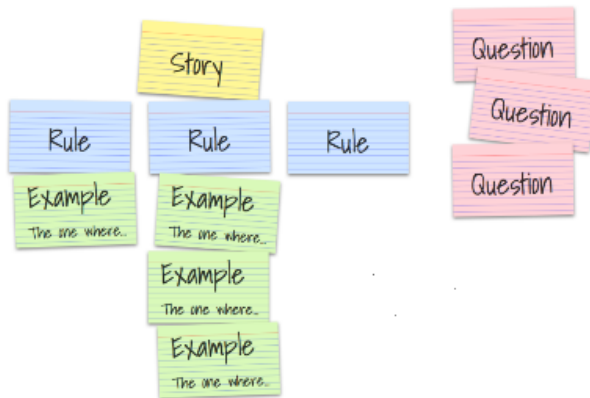 Story
Rule
Rule
Rule
Example
The one where..
Example
The one where..
Example
The one where..
Example
The one where..
Question
Question
Question